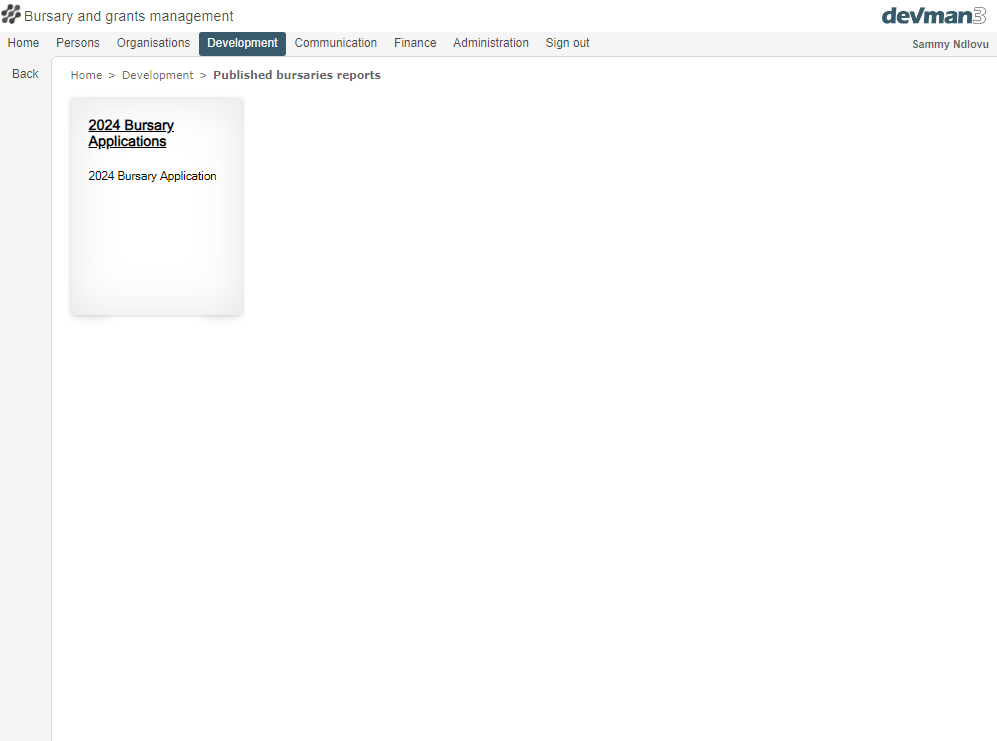 Bursary and grants management
devman3
Home Persons Organisations Development Communication Finance Administration Sign out
Sammy Ndlovu
Back
Home > Development > Published bursaries reports
2024 Bursary
Applications
2024 Bursary Application